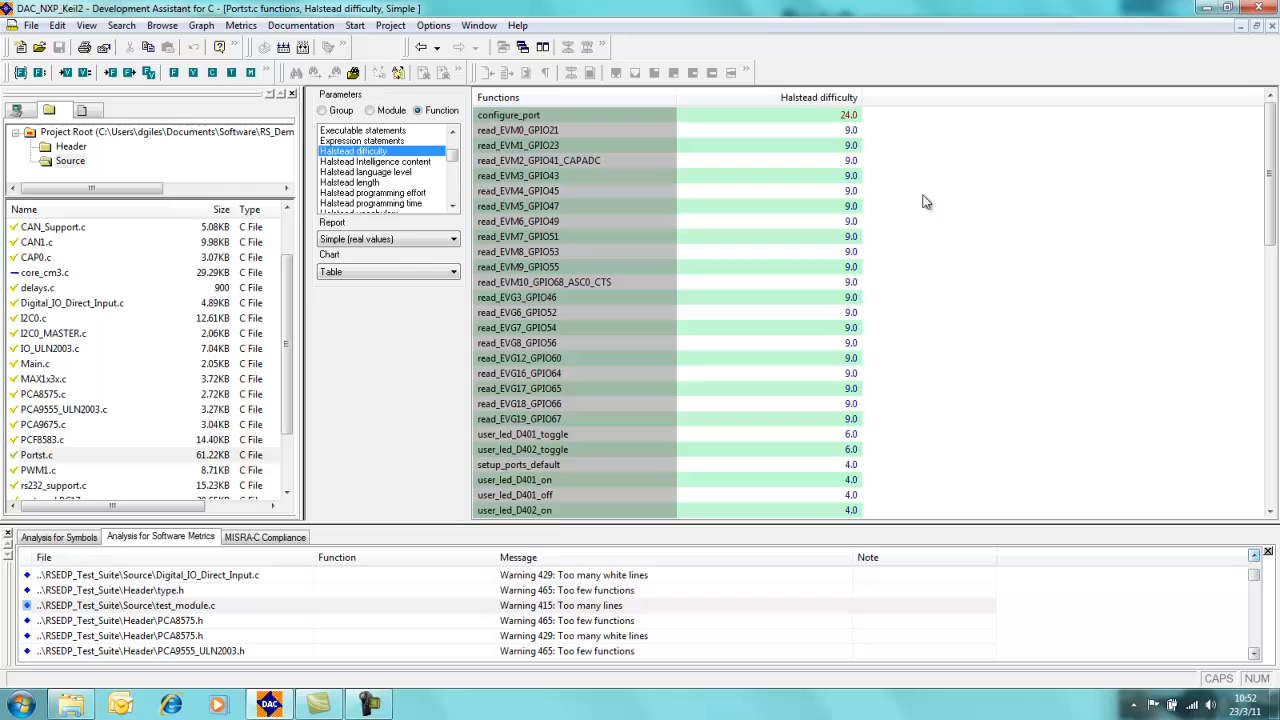 DAC_NXP_Keil2 - Development Assistant for C - [Portst.c functions, Halstead difficulty, Simple ]
File Edit View Search Browse Graph Metrics Documentation Start Project Options Window Help
Project Root (C:\Users\dgiles\Documents\Software\RS_Dem
Header
Source
Name Size Type
CAN_Support.c 5.08KB C File
CAN1.c 9.98KB C File
CAP0.c 3.07KB C File
core_cm3.c 29.29KB C File
delays.c 900 C File
Digital_IO_Direct_Input.c 4.89KB C File
I2C0.c 12.61KB C File
I2C0_MASTER.c 2.06KB C File
IO_ULN2003.c 7.04KB C File
Main.c 2.05KB C File
MAX1x3x.c 3.72KB C File
PCA8575.c 2.72KB C File
PCA9555_ULN2003.c 3.27KB C File
PCA9675.c 3.04KB C File
PCF8583.c 14.40KB C File
Portst.c 61.22KB C File
PWM1.c 8.71KB C File
rs232_support.c 15.23KB C File
Parameters
Group Module Function
Executable statements
Expression statements
Halstead difficulty
Halstead Intelligence content
Halstead language level
Halstead length
Halstead programming effort
Halstead programming time
Report
Simple (real values)
Chart
Table
Functions Halstead difficulty
configure_port 24.0
read_EVM0_GPIO21 9.0
read_EVM1_GPIO23 9.0
read_EVM2_GPIO41_CAPADC 9.0
read_EVM3_GPIO43 9.0
read_EVM4_GPIO45 9.0
read_EVM5_GPIO47 9.0
read_EVM6_GPIO49 9.0
read_EVM7_GPIO51 9.0
read_EVM8_GPIO53 9.0
read_EVM9_GPIO55 9.0
read_EVM10_GPIO68_ASC0_CTS 9.0
read_EVG3_GPIO46 9.0
read_EVG6_GPIO52 9.0
read_EVG7_GPIO54 9.0
read_EVG8_GPIO56 9.0
read_EVG12_GPIO60 9.0
read_EVG16_GPIO64 9.0
read_EVG17_GPIO65 9.0
read_EVG18_GPIO66 9.0
read_EVG19_GPIO67 9.0
user_led_D401_toggle 6.0
user_led_D402_toggle 6.0
setup_ports_default 4.0
user_led_D401_on 4.0
user_led_D401_off 4.0
user_led_D402_on 4.0
Analysis for Symbols Analysis for Software Metrics MISRA-C Compliance
File Function Message Note
..\RSEDP_Test_Suite\Source\Digital_IO_Direct_Input.c Warning 429: Too many white lines
..\RSEDP_Test_Suite\Header\type.h Warning 465: Too few functions
..\RSEDP_Test_Suite\Source\test_module.c Warning 415: Too many lines
..\RSEDP_Test_Suite\Header\PCA8575.h Warning 465: Too few functions
..\RSEDP_Test_Suite\Header\PCA8575.h Warning 429: Too many white lines
..\RSEDP_Test_Suite\Header\PCA9555_ULN2003.h Warning 465: Too few functions
CAPS NUM
DAC
10:52
23/3/11